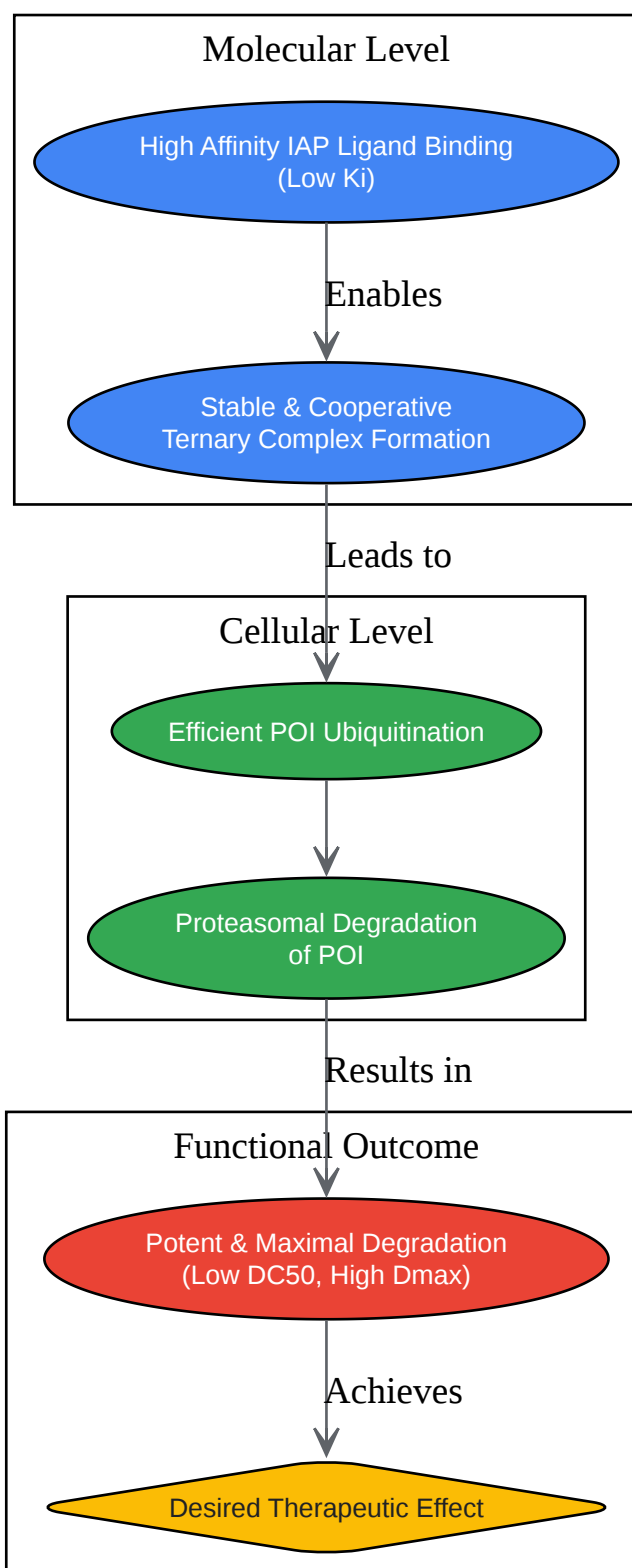 Molecular Level
High Affinity IAP Ligand Binding
(Low Ki)
Enables
Stable & Cooperative
Ternary Complex Formation
Leads to
Cellular Level
Efficient POI Ubiquitination
Proteasomal Degradation
of POI
Results in
Functional Outcome
Potent & Maximal Degradation
(Low DC50, High Dmax)
Achieves
Desired Therapeutic Effect